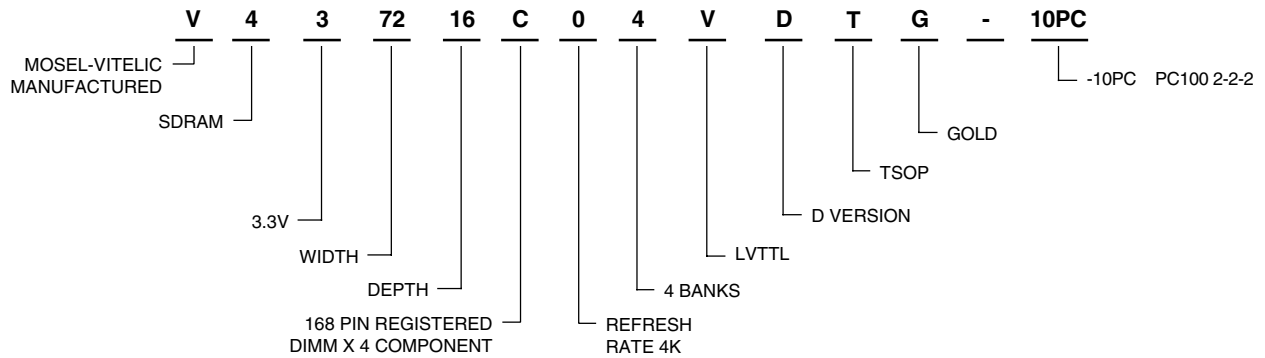 V 4 3 72 16 C 0 4 V D T G - 10PC
MOSEL-VITELIC
MANUFACTURED
-10PC PC100 2-2-2
SDRAM
GOLD
TSOP
3.3V
D VERSION
WIDTH
LVTTL
DEPTH
4 BANKS
168 PIN REGISTERED
DIMM X 4 COMPONENT
REFRESH
RATE 4K